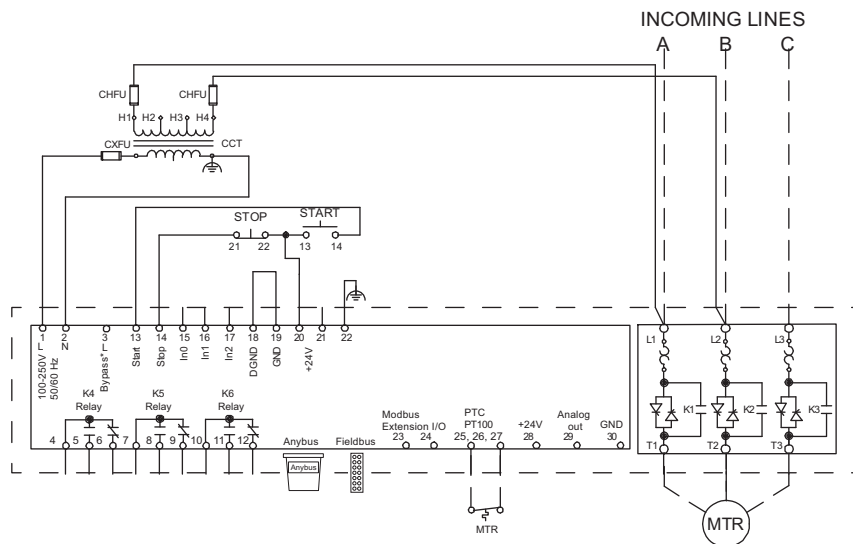 INCOMING LINES
A B C
CHFU CHFU
H1 H2 H3 H4
CXFU CCT
STOP START
21 22 13 14
1 2 3 13 14 15 16 17 18 19 20 21 22
L1 L2 L3
100-250V L
50/60 Hz
N
Bypass* L
Start
Stop
In0
In1
In2
DGND
GND
+24V
K4
Relay
K5
Relay
K6
Relay
K1 K2 K3
Modbus
Extension I/O
23 24
PTC
PT100
25, 26, 27
+24V
28
Analog
out
29
GND
30
4 5 6 7 8 9 10 11 12
Anybus Fieldbus
Anybus
T1 T2 T3
MTR
MTR